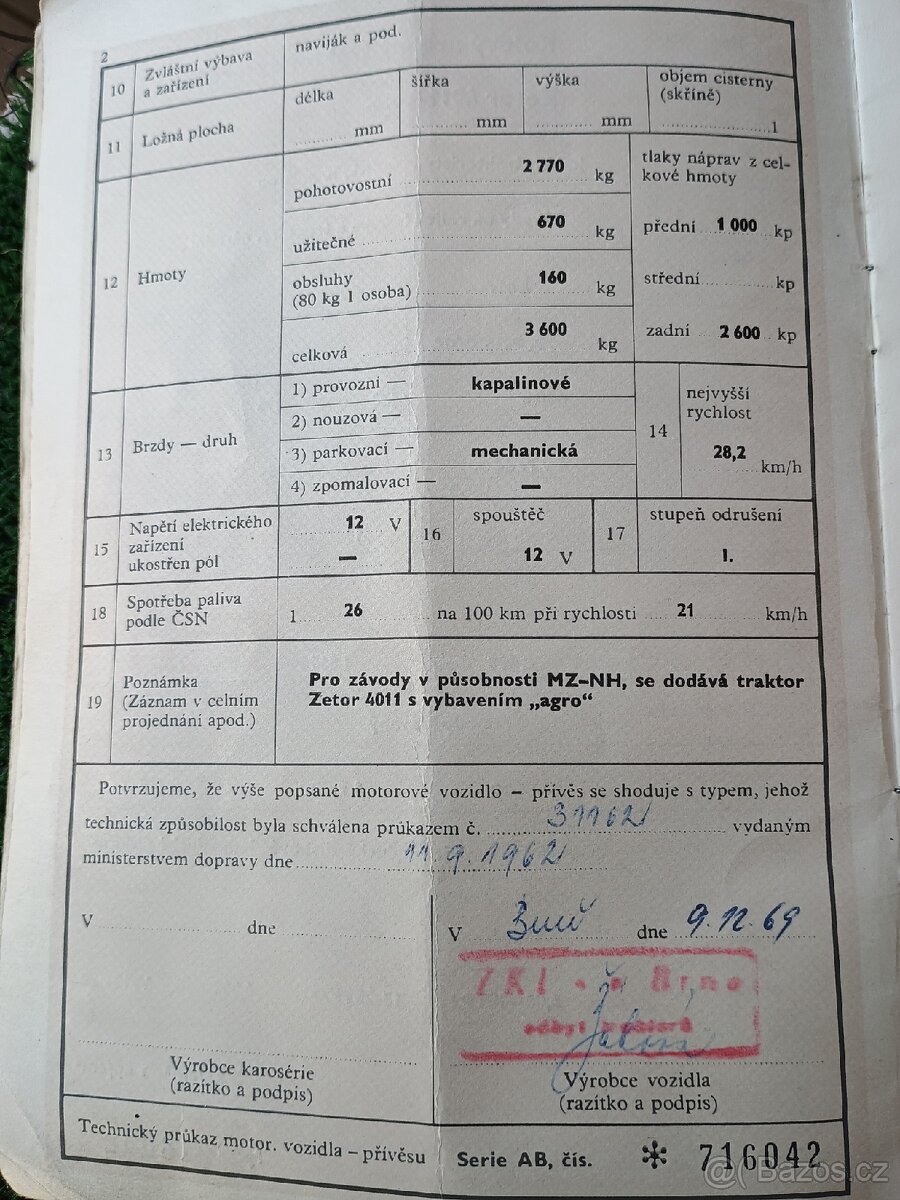 2
10 Zvláštní výbava a zařízení naviják a pod.
11 Ložná plocha délka ......... mm šířka ......... mm výška ......... mm objem cisterny (skříně) ......... l
12 Hmoty
pohotovostní 2 770 kg
užitečné 670 kg
obsluhy (80 kg 1 osoba) 160 kg
celková 3 600 kg
tlaky náprav z cel-
kové hmoty
přední 1 000 kp
střední ......... kp
zadní 2 600 kp
13 Brzdy — druh
1) provozní — kapalinové
2) nouzová — —
3) parkovací — mechanická
4) zpomalovací — —
14 nejvyšší rychlost 28,2 km/h
15 Napětí elektrického zařízení 12 V
ukostřen pól —
16 spouštěč 12 V
17 stupeň odrušení I.
18 Spotřeba paliva podle ČSN l 26 na 100 km při rychlosti 21 km/h
19 Poznámka
(Záznam v celním
projednání apod.)
Pro závody v působnosti MZ–NH, se dodává traktor
Zetor 4011 s vybavením „agro“
Potvrzujeme, že výše popsané motorové vozidlo – přívěs se shoduje s typem, jehož
technická způsobilost byla schválena průkazem č. 311621 vydaným
ministerstvem dopravy dne 11.9.1962
V ......... dne .........
V Brně dne 9.12.69
ZKL Brno
odbyt
Výrobce karosérie
(razítko a podpis)
Výrobce vozidla
(razítko a podpis)
Technický průkaz motor. vozidla – přívěsu Serie AB, čís. * 716042
@ Bazos.cz